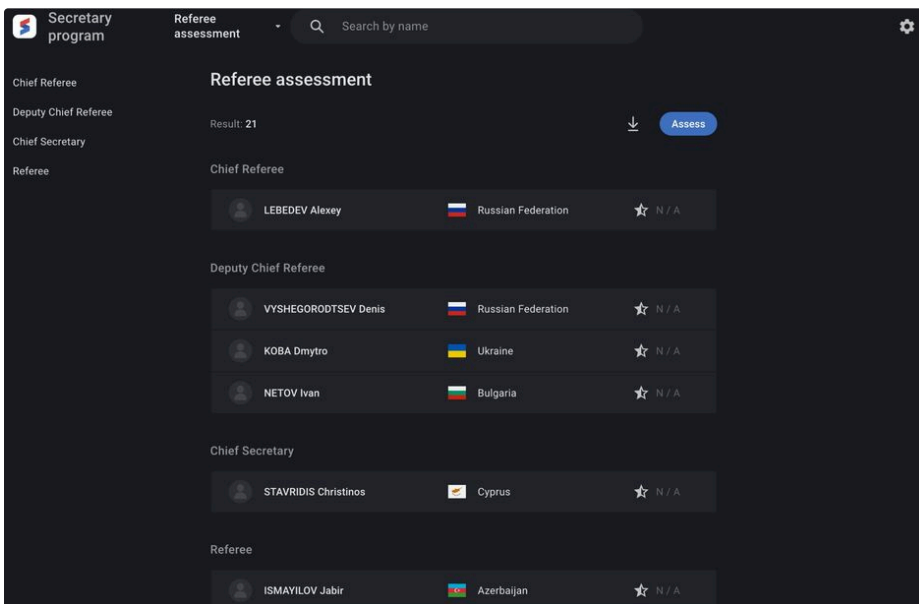 Secretary
program
Referee
assessment
Search by name
Chief Referee
Deputy Chief Referee
Chief Secretary
Referee
Referee assessment
Result: 21
Assess
Chief Referee
LEBEDEV Alexey Russian Federation N / A
Deputy Chief Referee
VYSHEGORODTSEV Denis Russian Federation N / A
KOBA Dmytro Ukraine N / A
NETOV Ivan Bulgaria N / A
Chief Secretary
STAVRIDIS Christinos Cyprus N / A
Referee
ISMAYILOV Jabir Azerbaijan N / A